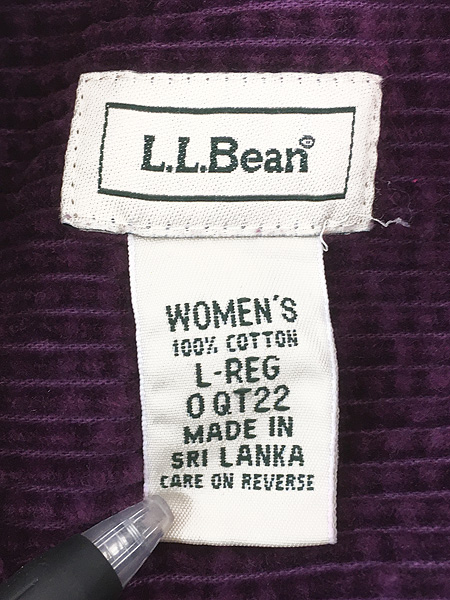 L.L.Bean®
WOMEN'S
100% COTTON
L-REG
0QT22
MADE IN
SRI LANKA
CARE ON REVERSE